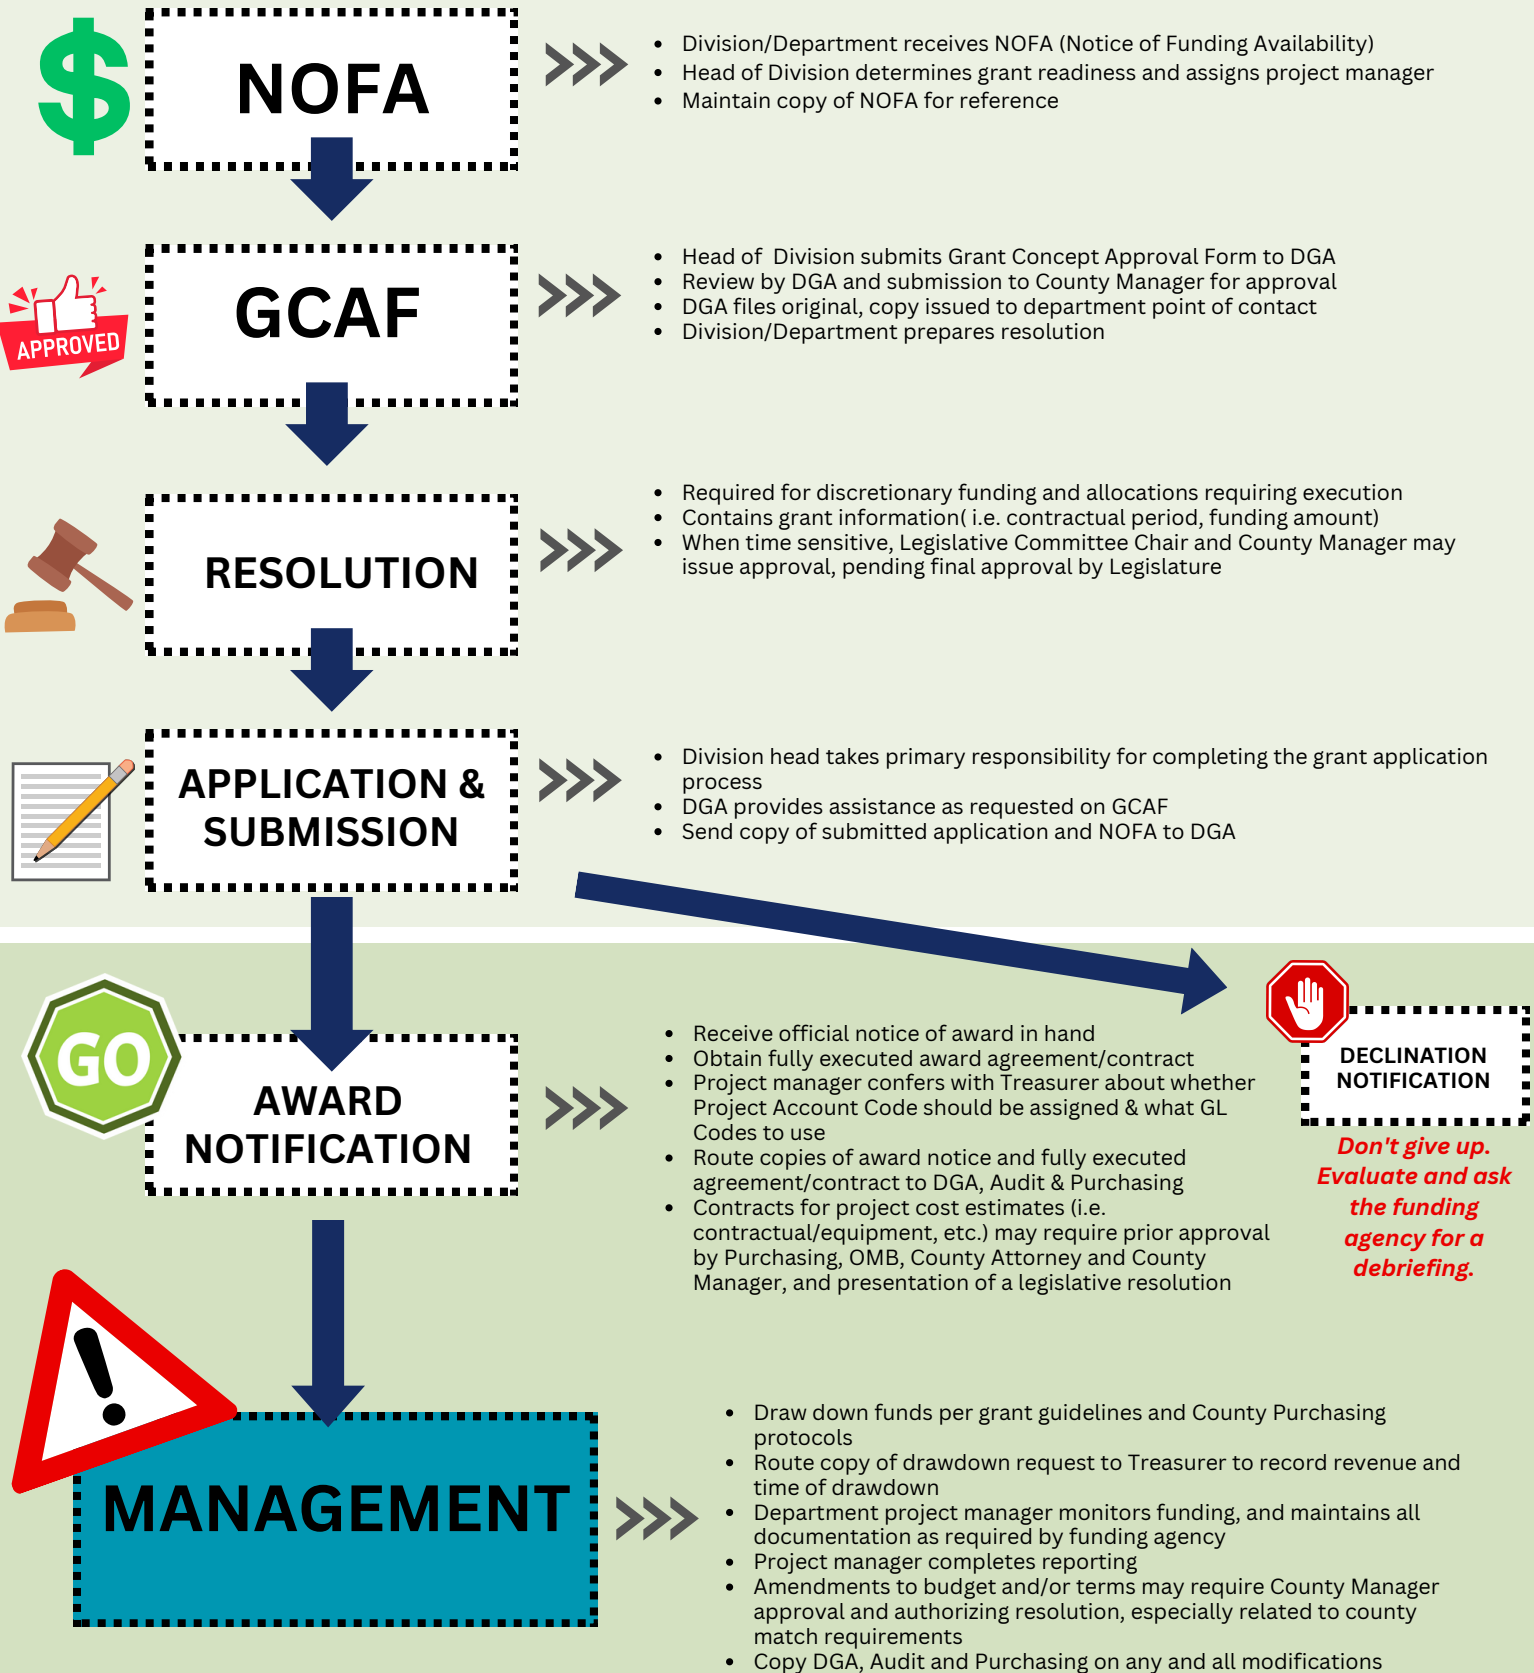 NOFA
Division/Department receives NOFA (Notice of Funding Availability)
Head of Division determines grant readiness and assigns project manager
Maintain copy of NOFA for reference
APPROVED
GCAF
Head of  Division submits Grant Concept Approval Form to DGA
Review by DGA and submission to County Manager for approval
DGA files original, copy issued to department point of contact
Division/Department prepares resolution
RESOLUTION
Required for discretionary funding and allocations requiring execution
Contains grant information( i.e. contractual period, funding amount)
When time sensitive, Legislative Committee Chair and County Manager may
issue approval, pending final approval by Legislature
APPLICATION &
SUBMISSION
Division head takes primary responsibility for completing the grant application
process
DGA provides assistance as requested on GCAF
Send copy of submitted application and NOFA to DGA
GO
AWARD
NOTIFICATION
Receive official notice of award in hand
Obtain fully executed award agreement/contract
Project manager confers with Treasurer about whether
Project Account Code should be assigned & what GL
Codes to use
Route copies of award notice and fully executed
agreement/contract to DGA, Audit & Purchasing
Contracts for project cost estimates (i.e.
contractual/equipment, etc.) may require prior approval
by Purchasing, OMB, County Attorney and County
Manager, and presentation of a legislative resolution
DECLINATION
NOTIFICATION
Don't give up.
Evaluate and ask
the funding
agency for a
debriefing.
MANAGEMENT
Draw down funds per grant guidelines and County Purchasing
protocols
Route copy of drawdown request to Treasurer to record revenue and
time of drawdown
Department project manager monitors funding, and maintains all
documentation as required by funding agency
Project manager completes reporting
Amendments to budget and/or terms may require County Manager
approval and authorizing resolution, especially related to county
match requirements
Copy DGA, Audit and Purchasing on any and all modifications